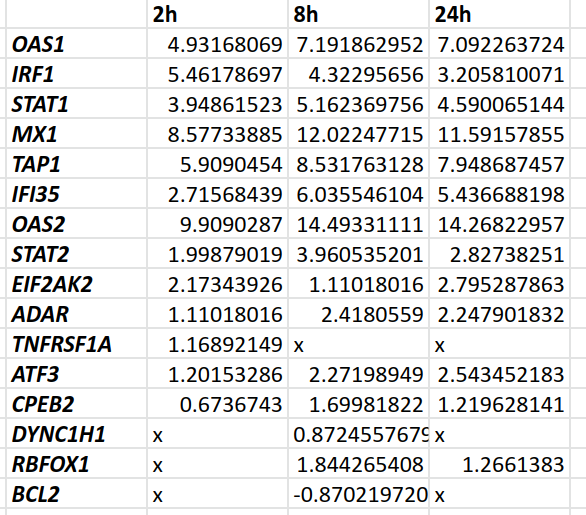 2h 8h 24h
OAS1 4.93168069 7.191862952 7.092263724
IRF1 5.46178697 4.32295656 3.205810071
STAT1 3.94861523 5.162369756 4.590065144
MX1 8.57733885 12.02247715 11.59157855
TAP1 5.9090454 8.531763128 7.948687457
IFI35 2.71568439 6.035546104 5.436688198
OAS2 9.9090287 14.49331111 14.26822957
STAT2 1.99879019 3.960535201 2.82738251
EIF2AK2 2.17343926 1.11018016 2.795287863
ADAR 1.11018016 2.4180559 2.247901832
TNFRSF1A 1.16892149 x x
ATF3 1.20153286 2.27198949 2.543452183
CPEB2 0.6736743 1.69981822 1.219628141
DYNC1H1 x 0.8724557679 x
RBFOX1 x 1.844265408 1.2661383
BCL2 x -0.870219720 x